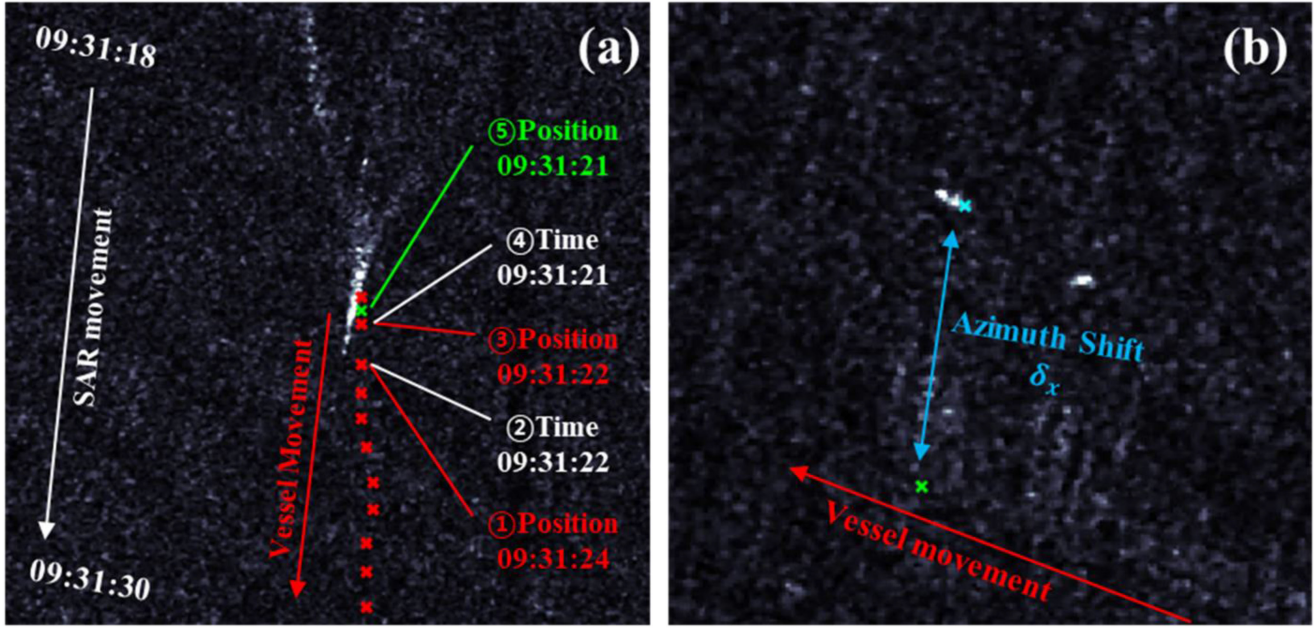 09:31:18
(a)
SAR movement
09:31:30
Vessel Movement
⑤Position
09:31:21
④Time
09:31:21
③Position
09:31:22
②Time
09:31:22
①Position
09:31:24
(b)
Azimuth Shift
δₓ
Vessel movement